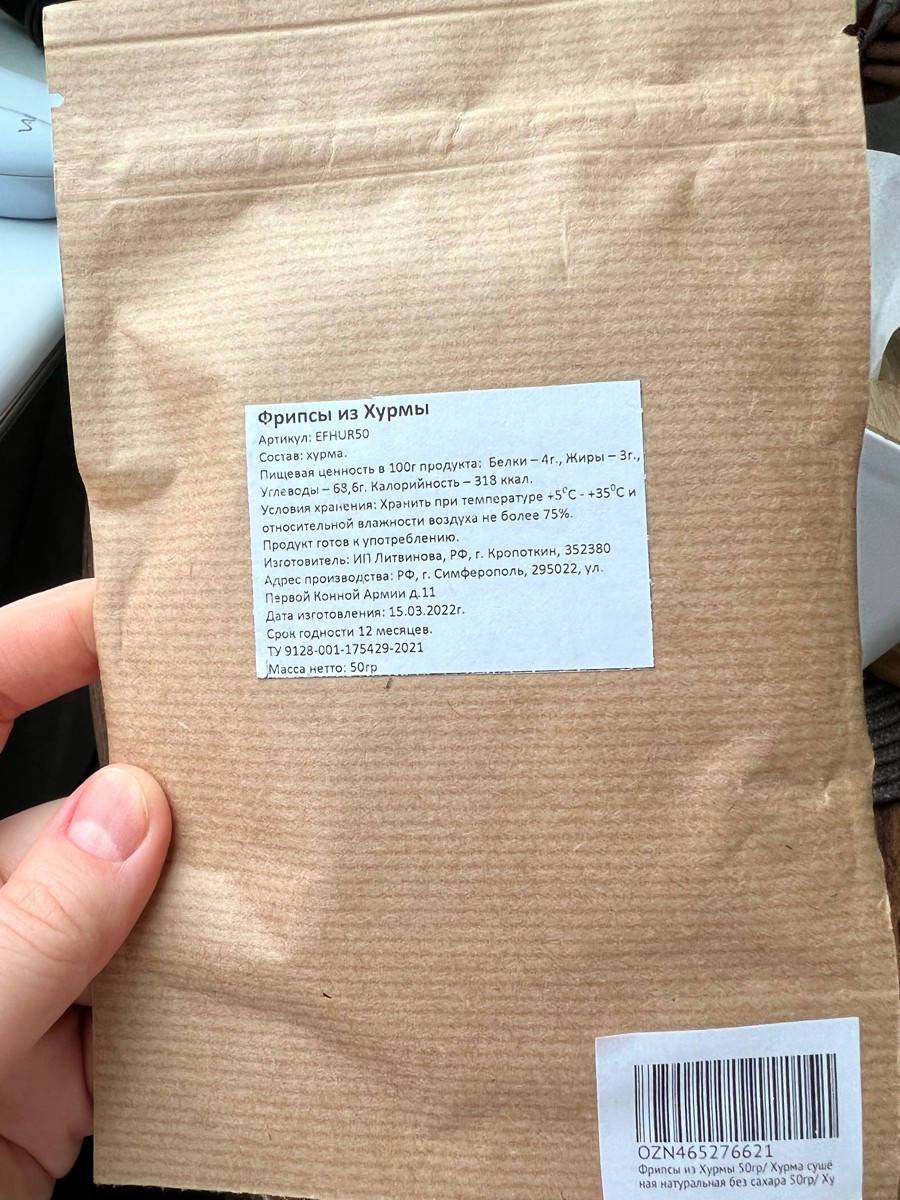 Фрипсы из Хурмы
Артикул: EFHUR50
Состав: хурма.
Пищевая ценность в 100г продукта: Белки – 4г., Жиры – 3г.,
Углеводы – 68,6г. Калорийность – 318 ккал.
Условия хранения: Хранить при температуре +5⁰С - +35⁰С и
относительной влажности воздуха не более 75%.
Продукт готов к употреблению.
Изготовитель: ИП Литвинова, РФ, г. Кропоткин, 352380
Адрес производства: РФ, г. Симферополь, 295022, ул.
Первой Конной Армии д.11
Дата изготовления: 15.03.2022г.
Срок годности 12 месяцев.
ТУ 9128-001-175429-2021
Масса нетто: 50гр
OZN465276621
Фрипсы из Хурмы 50гр/ Хурма сушё
ная натуральная без сахара 50гр/ Ху